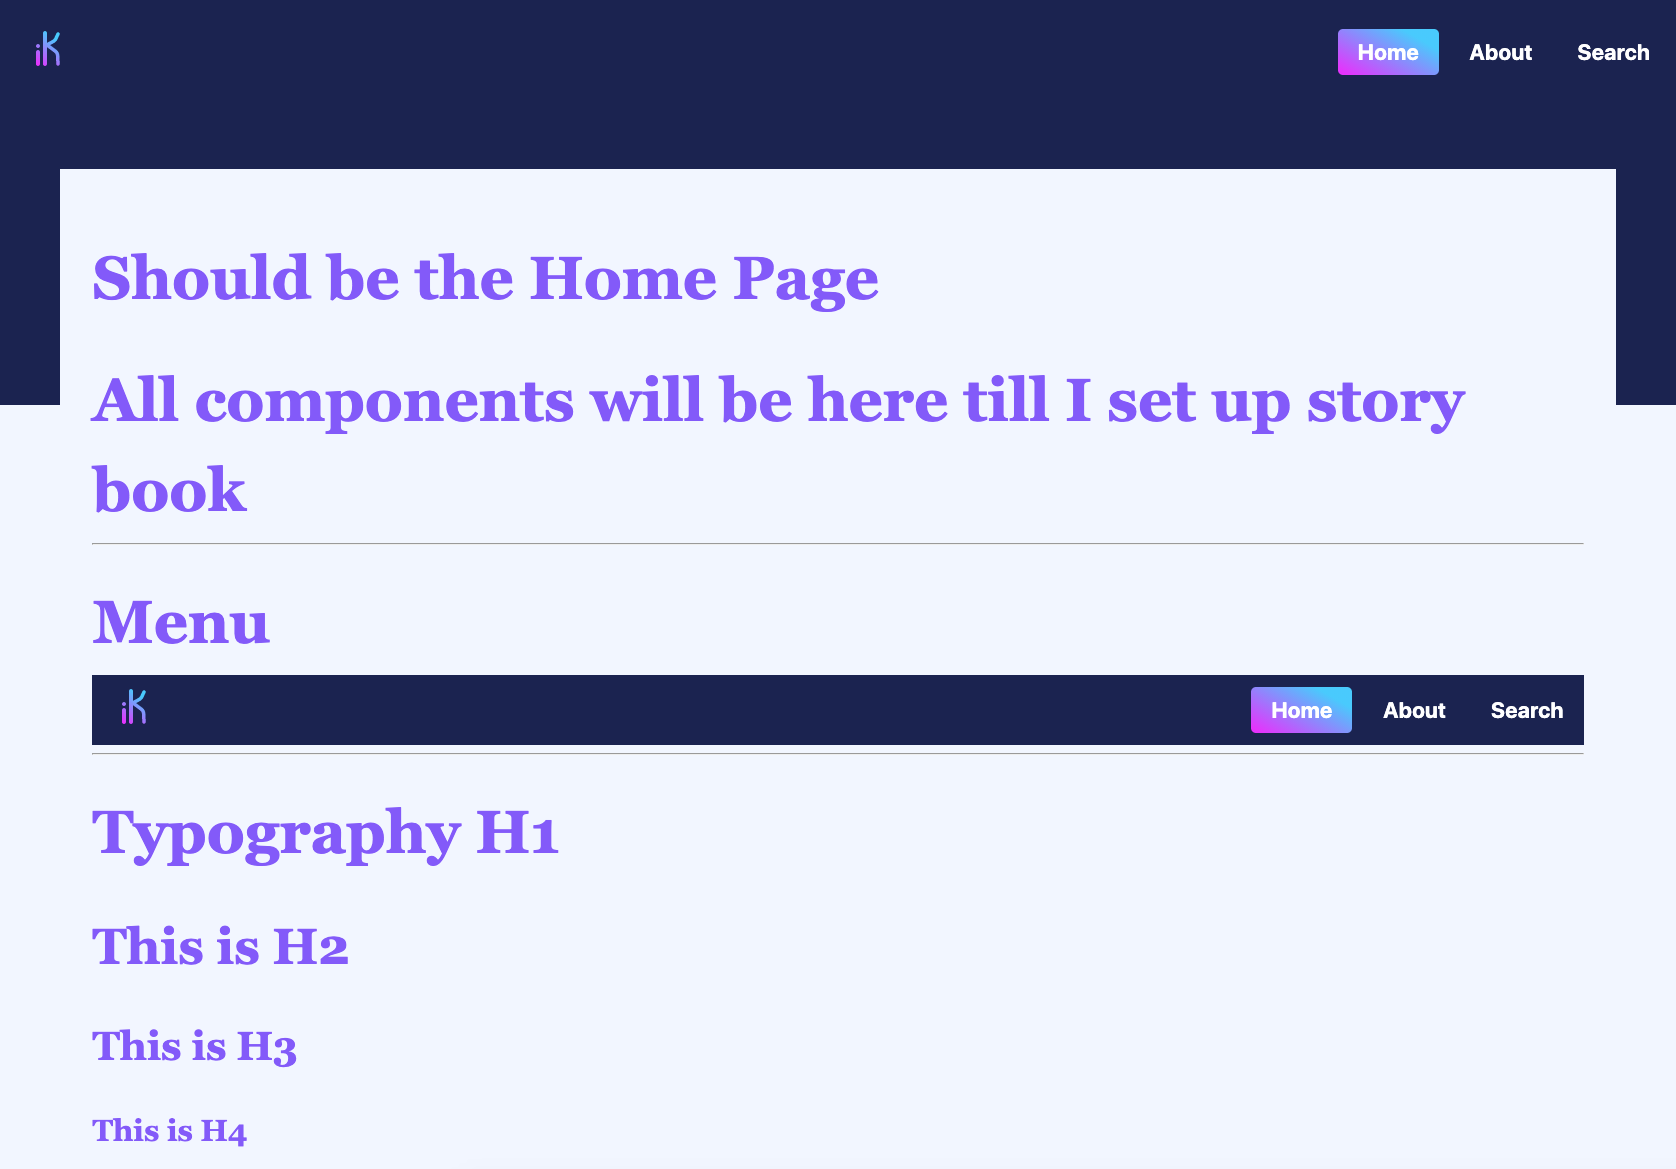 iK
Home About Search
Should be the Home Page
All components will be here till I set up story
book
Menu
iK
Home About Search
Typography H1
This is H2
This is H3
This is H4